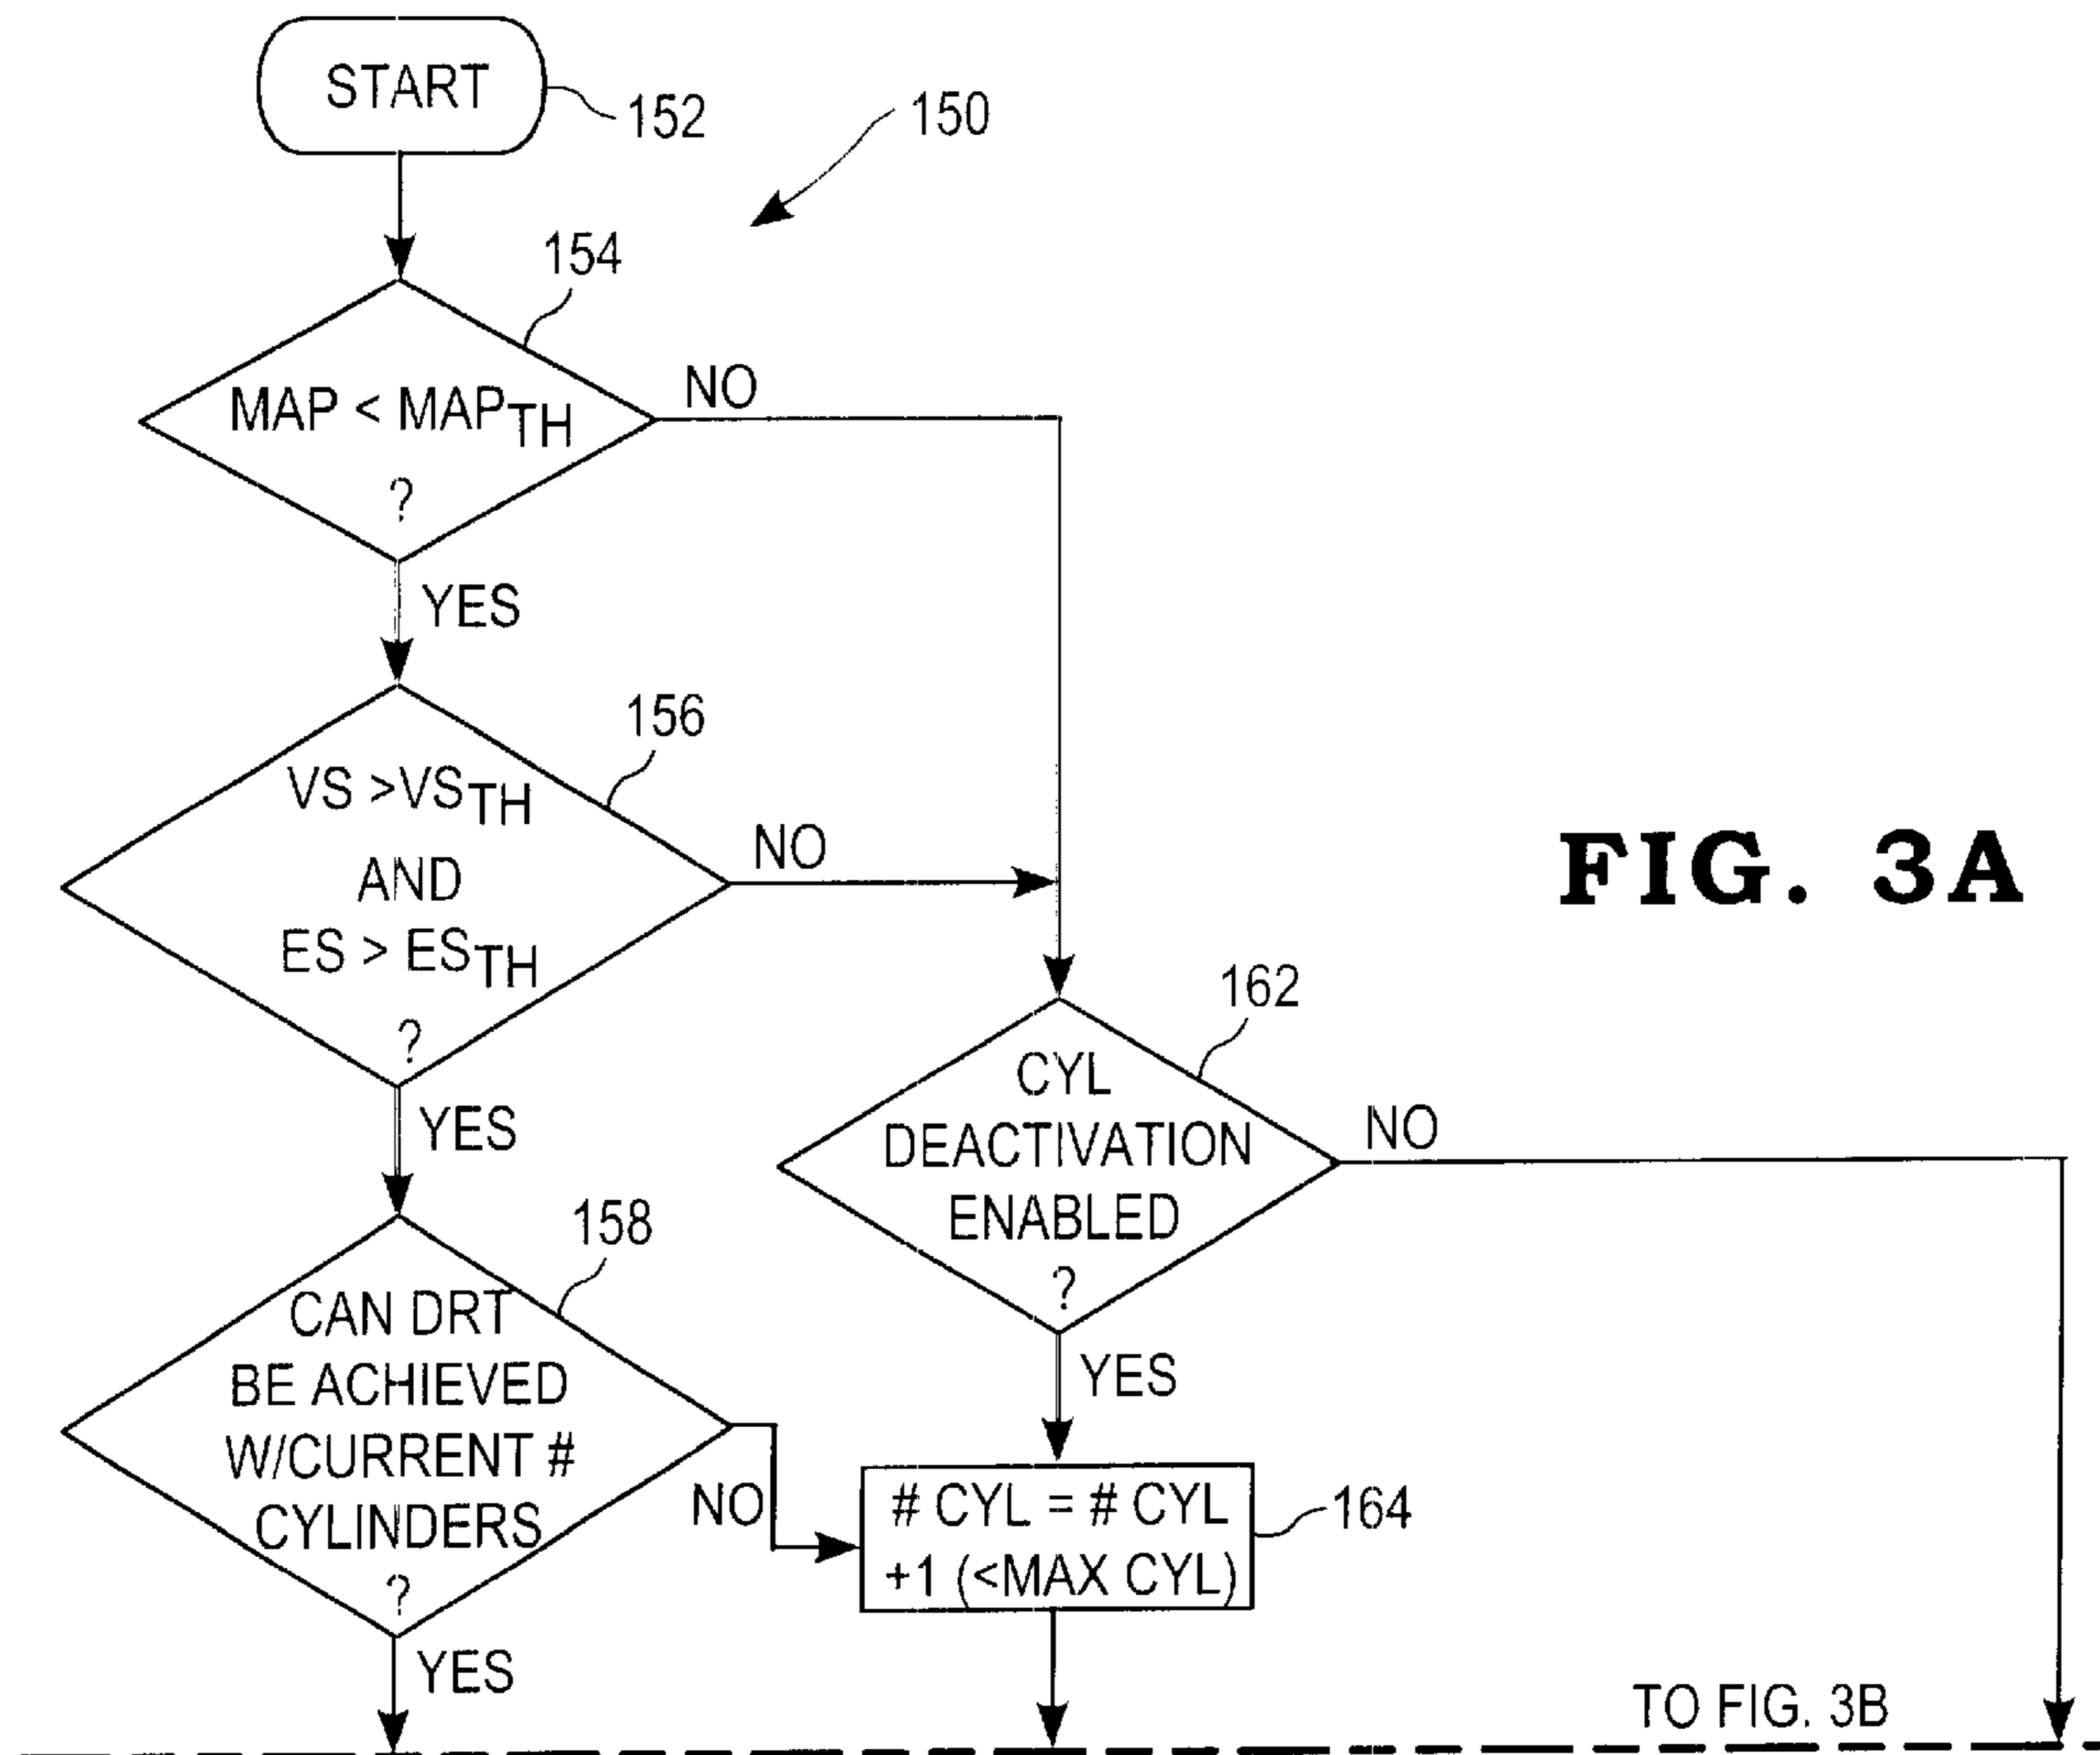 START
152
150
154
MAP < MAPTH
?
NO
YES
156
VS >VSTH
AND
ES > ESTH
?
NO
YES
FIG. 3A
162
CYL
DEACTIVATION
ENABLED
?
NO
YES
158
CAN DRT
BE ACHIEVED
W/CURRENT #
CYLINDERS
?
NO
YES
# CYL = # CYL
+1 (<MAX CYL)
164
TO FIG. 3B